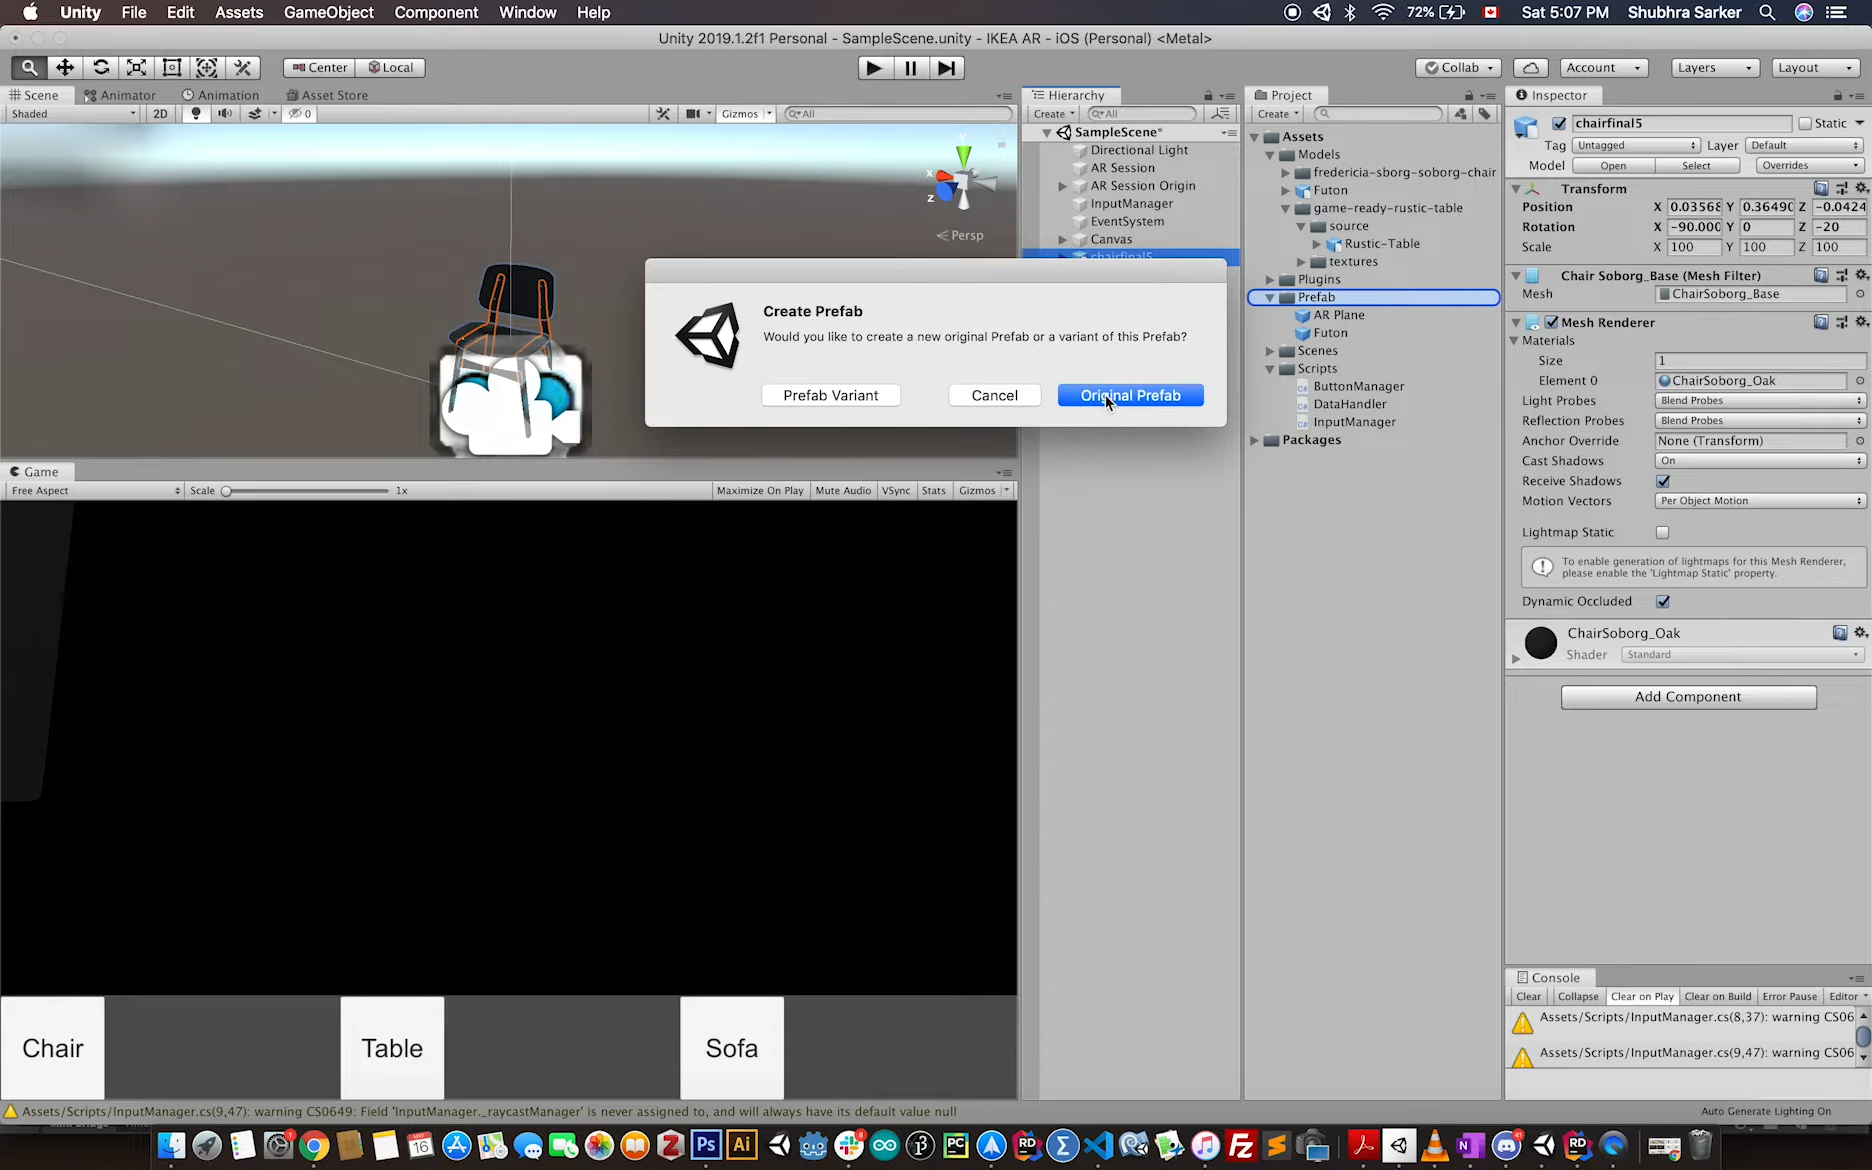 Unity File Edit Assets GameObject Component Window Help
72% Sat 5:07 PM Shubhra Sarker
Unity 2019.1.2f1 Personal - SampleScene.unity - IKEA AR - iOS (Personal) <Metal>
Center Local
Collab Account Layers Layout
Scene Animator Animation Asset Store
Shaded 2D 0 Gizmos All
Hierarchy
Create All
SampleScene*
Directional Light
AR Session
AR Session Origin
InputManager
EventSystem
Canvas
chairfinal5
y
x
z
Persp
Project
Create
Assets
Models
fredericia-sborg-soborg-chair
Futon
game-ready-rustic-table
source
Rustic-Table
textures
Plugins
Prefab
AR Plane
Futon
Scenes
Scripts
ButtonManager
DataHandler
InputManager
Packages
Create Prefab
Would you like to create a new original Prefab or a variant of this Prefab?
Prefab Variant Cancel Original Prefab
Inspector
chairfinal5 Static
Tag Untagged Layer Default
Model Open Select Overrides
Transform
Position X 0.03568 Y 0.36490 Z -0.0424
Rotation X -90.000 Y 0 Z -20
Scale X 100 Y 100 Z 100
Chair Soborg_Base (Mesh Filter)
Mesh ChairSoborg_Base
Mesh Renderer
Materials
Size 1
Element 0 ChairSoborg_Oak
Light Probes Blend Probes
Reflection Probes Blend Probes
Anchor Override None (Transform)
Cast Shadows On
Receive Shadows
Motion Vectors Per Object Motion
Lightmap Static
To enable generation of lightmaps for this Mesh Renderer,
please enable the 'Lightmap Static' property.
Dynamic Occluded
ChairSoborg_Oak
Shader Standard
Add Component
Game
Free Aspect Scale 1x Maximize On Play Mute Audio VSync Stats Gizmos
Chair Table Sofa
Console
Clear Collapse Clear on Play Clear on Build Error Pause Editor
Assets/Scripts/InputManager.cs(8,37): warning CS06
Assets/Scripts/InputManager.cs(9,47): warning CS06
Assets/Scripts/InputManager.cs(9,47): warning CS0649: Field 'InputManager._raycastManager' is never assigned to, and will always have its default value null
Auto Generate Lighting On
MAY 16 Ps Ai PC RD Fz N RD